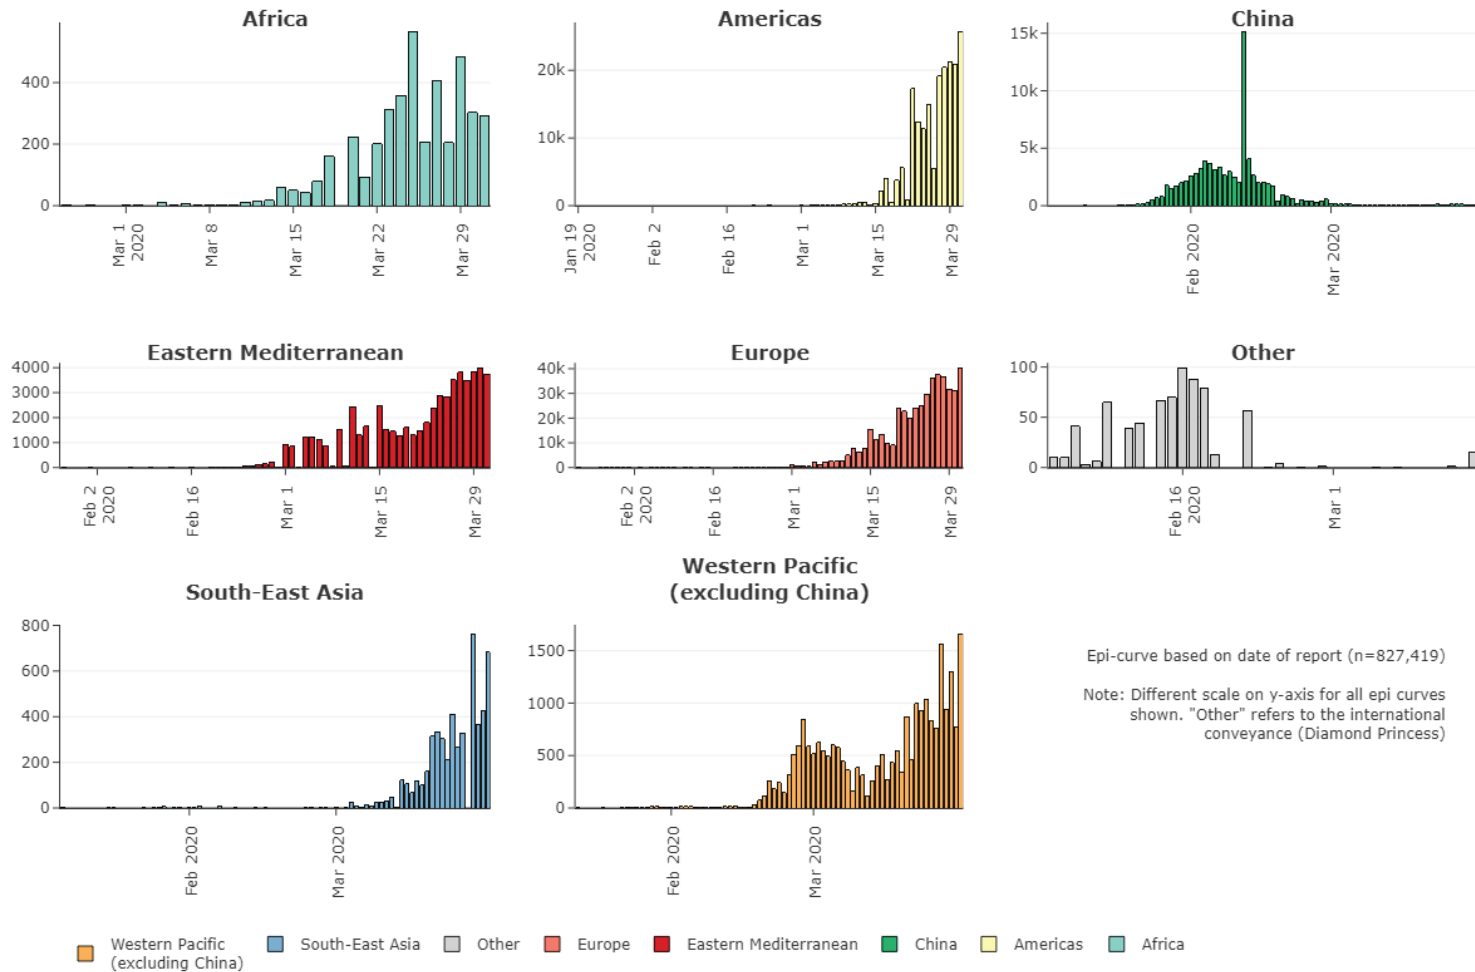 Africa
400
200
0
Mar 1
2020
Mar 8
Mar 15
Mar 22
Mar 29
Americas
20k
10k
0
Jan 19
2020
Feb 2
Feb 16
Mar 1
Mar 15
Mar 29
China
15k
10k
5k
0
Feb 2020
Mar 2020
Eastern Mediterranean
4000
3000
2000
1000
0
Feb 2
2020
Feb 16
Mar 1
Mar 15
Mar 29
Europe
40k
30k
20k
10k
0
Feb 2
2020
Feb 16
Mar 1
Mar 15
Mar 29
Other
100
50
0
Feb 16
2020
Mar 1
South-East Asia
800
600
400
200
0
Feb 2020
Mar 2020
Western Pacific
(excluding China)
1500
1000
500
0
Feb 2020
Mar 2020
Epi-curve based on date of report (n=827,419)
Note: Different scale on y-axis for all epi curves
shown. "Other" refers to the international
conveyance (Diamond Princess)
Western Pacific
(excluding China)
South-East Asia
Other
Europe
Eastern Mediterranean
China
Americas
Africa